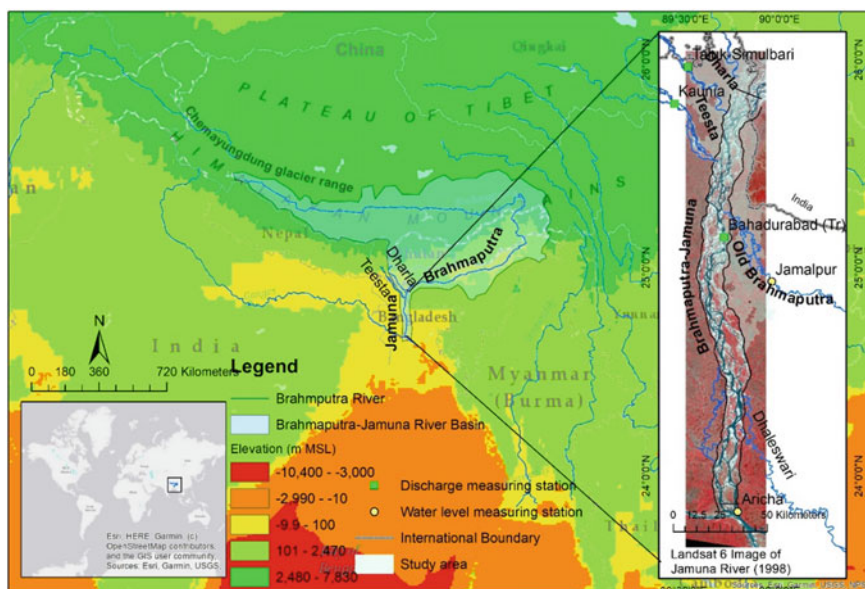 China
Qinghai
PLATEAU OF TIBET
Chemayungdung glacier range
HIM
AN MOU
AINS
Nepal
Dharla
Teesta
Brahmaputra
Jamuna
Bangladesh
India
Myanmar
(Burma)
N
0 180 360 720 Kilometers
Legend
Brahmputra River
Brahmaputra-Jamuna River Basin
Elevation (m MSL)
-10,400 - -3,000
-2,990 - -10
-9.9 - 100
101 - 2,470
2,480 - 7,830
Discharge measuring station
Water level measuring station
International Boundary
Study area
Esri, HERE, Garmin, (c)
OpenStreetMap contributors,
and the GIS user community,
Sources: Esri, Garmin, USGS,
89°30'0"E 90°0'0"E
26°0'0"N
25°0'0"N
24°0'0"N
Taluk-Simulbari
Dharla
Kaunia
Teesta
India
Bahadurabad (Tr)
Jamalpur
Old Brahmaputra
Brahmaputra-Jamuna
Dhaleswari
Aricha
0 12.5 25 50 Kilometers
Landsat 6 Image of
Jamuna River (1998)